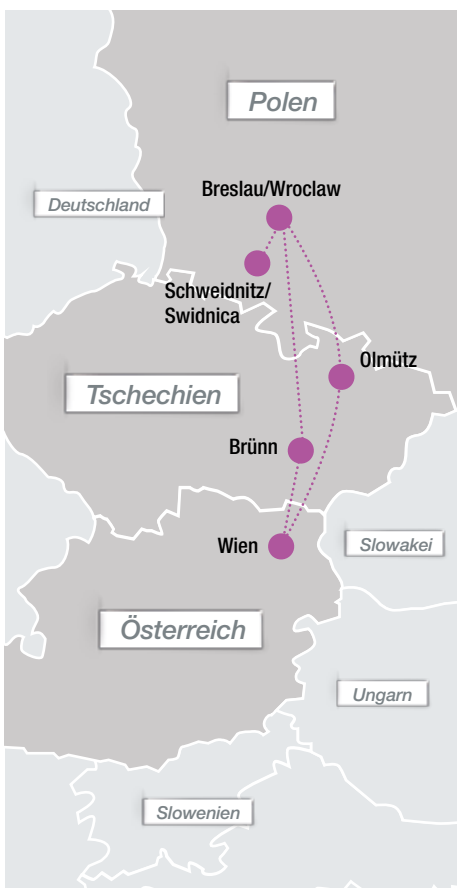 Polen
Breslau/Wroclaw
Deutschland
Schweidnitz/
Swidnica
Olmütz
Tschechien
Brünn
Wien
Slowakei
Österreich
Ungarn
Slowenien